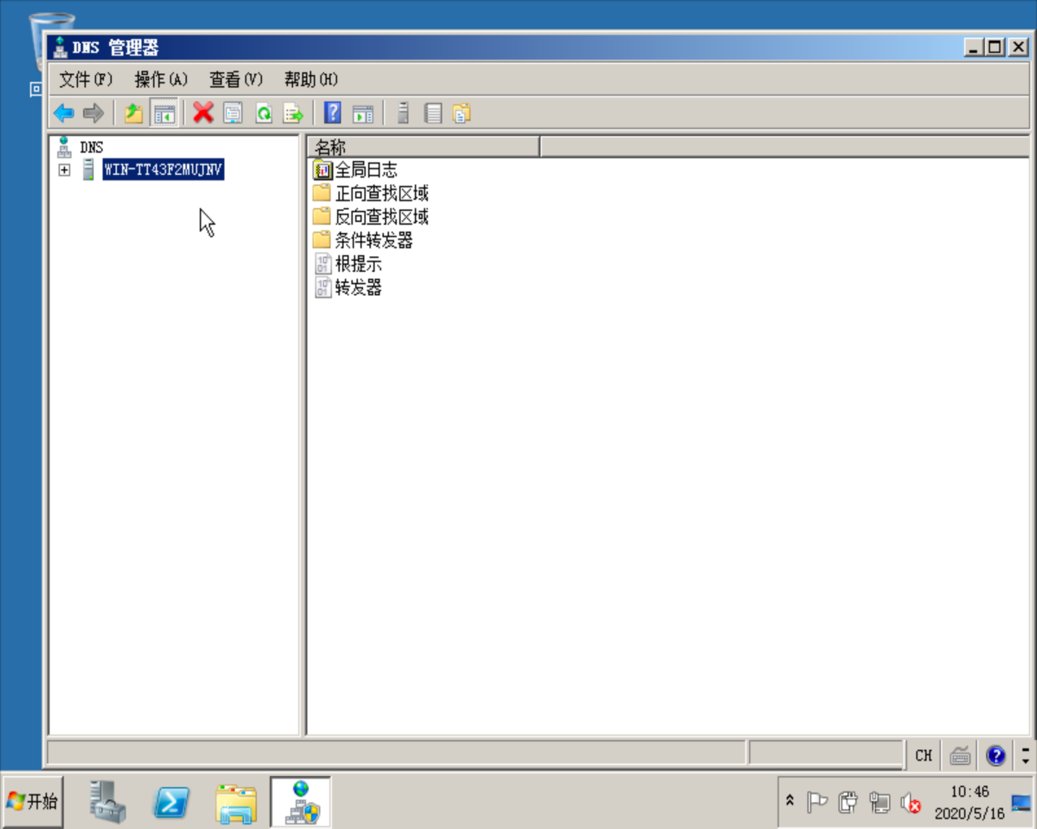 DNS 管理器
文件(F) 操作(A) 查看(V) 帮助(H)
DNS
WIN-TT43F2MUJNV
名称
全局日志
正向查找区域
反向查找区域
条件转发器
根提示
转发器
CH
开始
10:46
2020/5/16